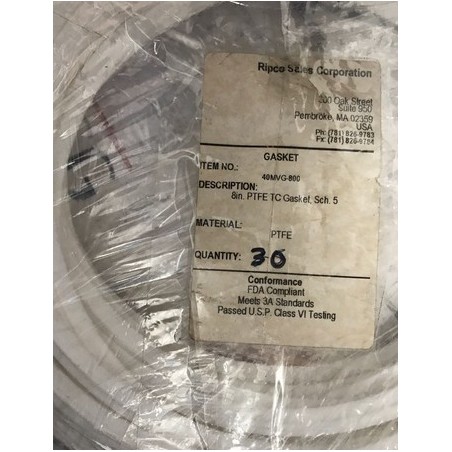 Ripco Sales Corporation
200 Oak Street
Suite 950
Pembroke, MA 02359
USA
Ph: (781) 826-9783
Fx: (781) 826-9784
GASKET
ITEM NO.:
40MVG-800
DESCRIPTION:
8in. PTFE TC Gasket, Sch. 5
MATERIAL:
PTFE
QUANTITY: 30
Conformance
FDA Compliant
Meets 3A Standards
Passed U.S.P. Class VI Testing